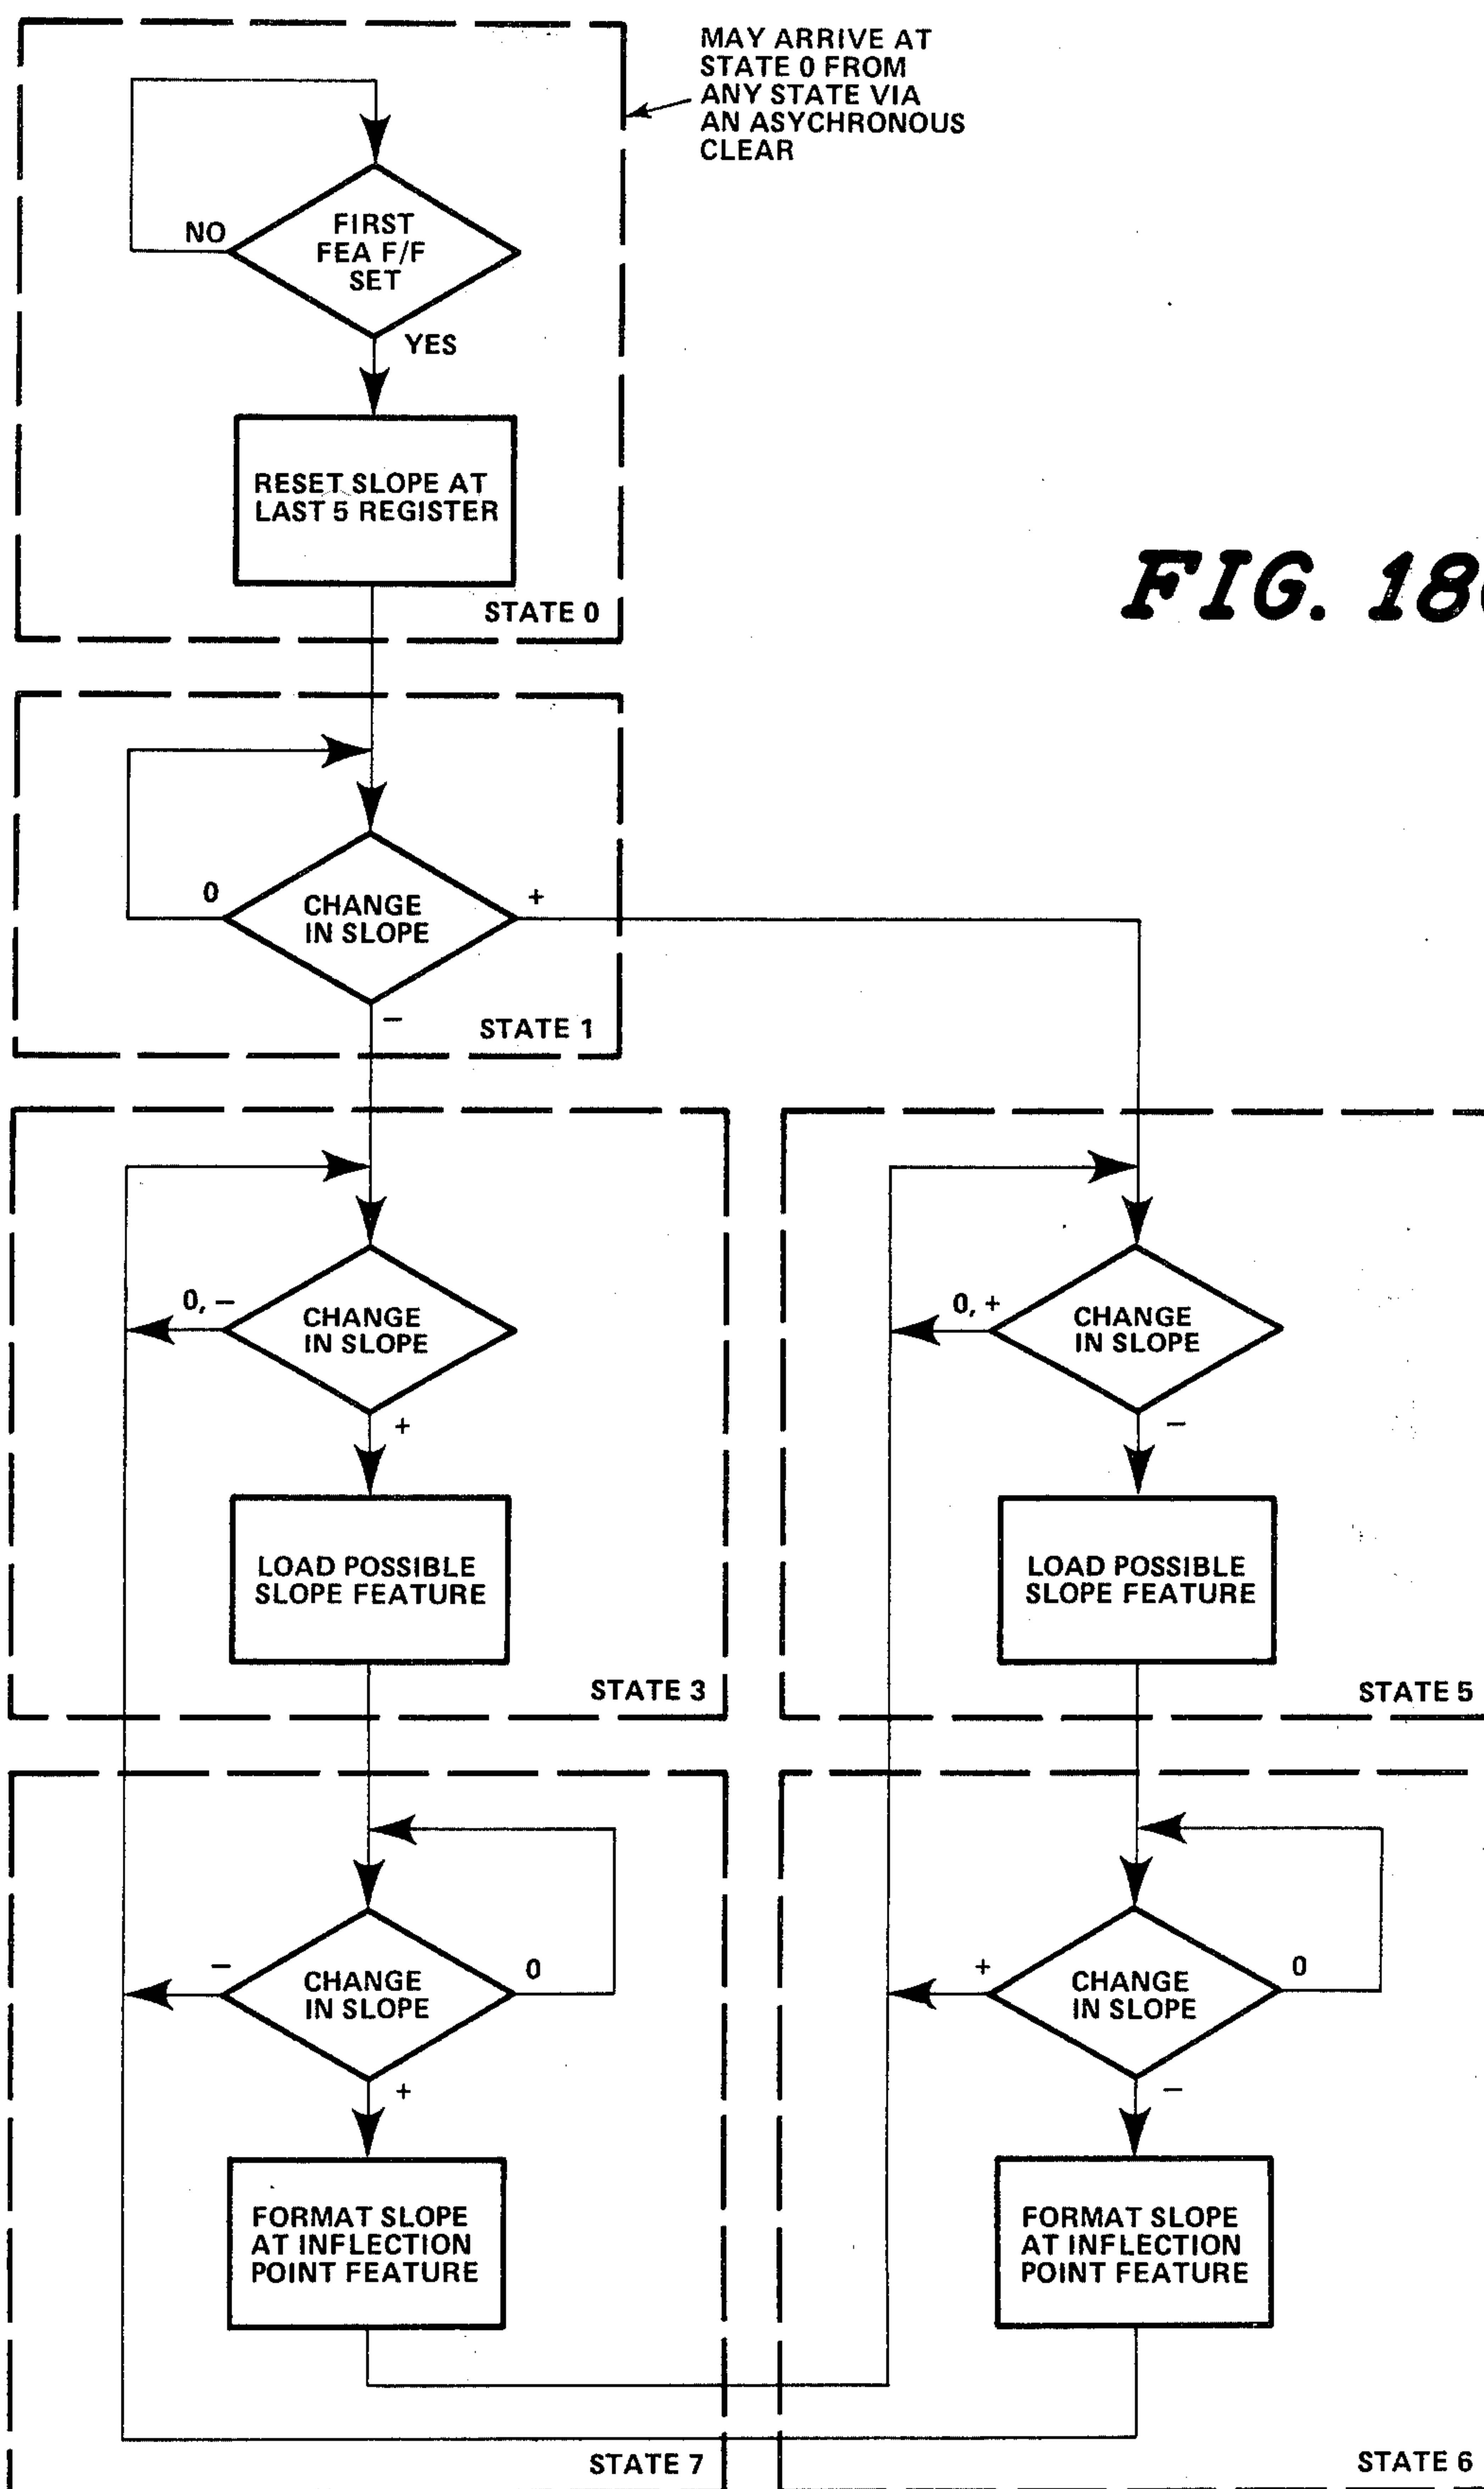 MAY ARRIVE AT
STATE 0 FROM
ANY STATE VIA
AN ASYCHRONOUS
CLEAR
NO
FIRST
FEA F/F
SET
YES
RESET SLOPE AT
LAST 5 REGISTER
STATE 0
FIG. 18
0
CHANGE
IN SLOPE
+
−
STATE 1
0, −
CHANGE
IN SLOPE
+
LOAD POSSIBLE
SLOPE FEATURE
STATE 3
0, +
CHANGE
IN SLOPE
−
LOAD POSSIBLE
SLOPE FEATURE
STATE 5
−
CHANGE
IN SLOPE
0
+
FORMAT SLOPE
AT INFLECTION
POINT FEATURE
STATE 7
+
CHANGE
IN SLOPE
0
−
FORMAT SLOPE
AT INFLECTION
POINT FEATURE
STATE 6